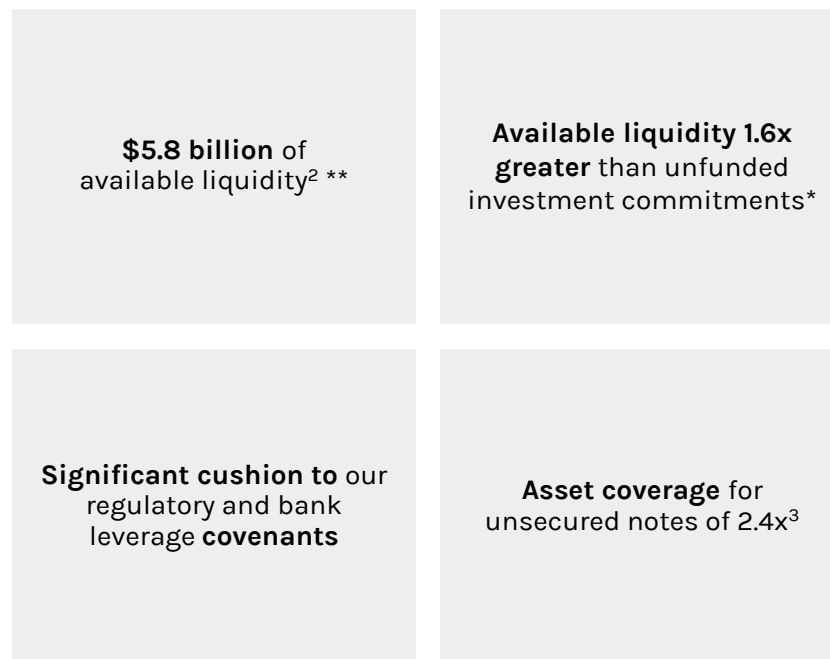 $5.8 billion of
available liquidity² **
Available liquidity 1.6x
greater than unfunded
investment commitments*
Significant cushion to our
regulatory and bank
leverage covenants
Asset coverage for
unsecured notes of 2.4x³